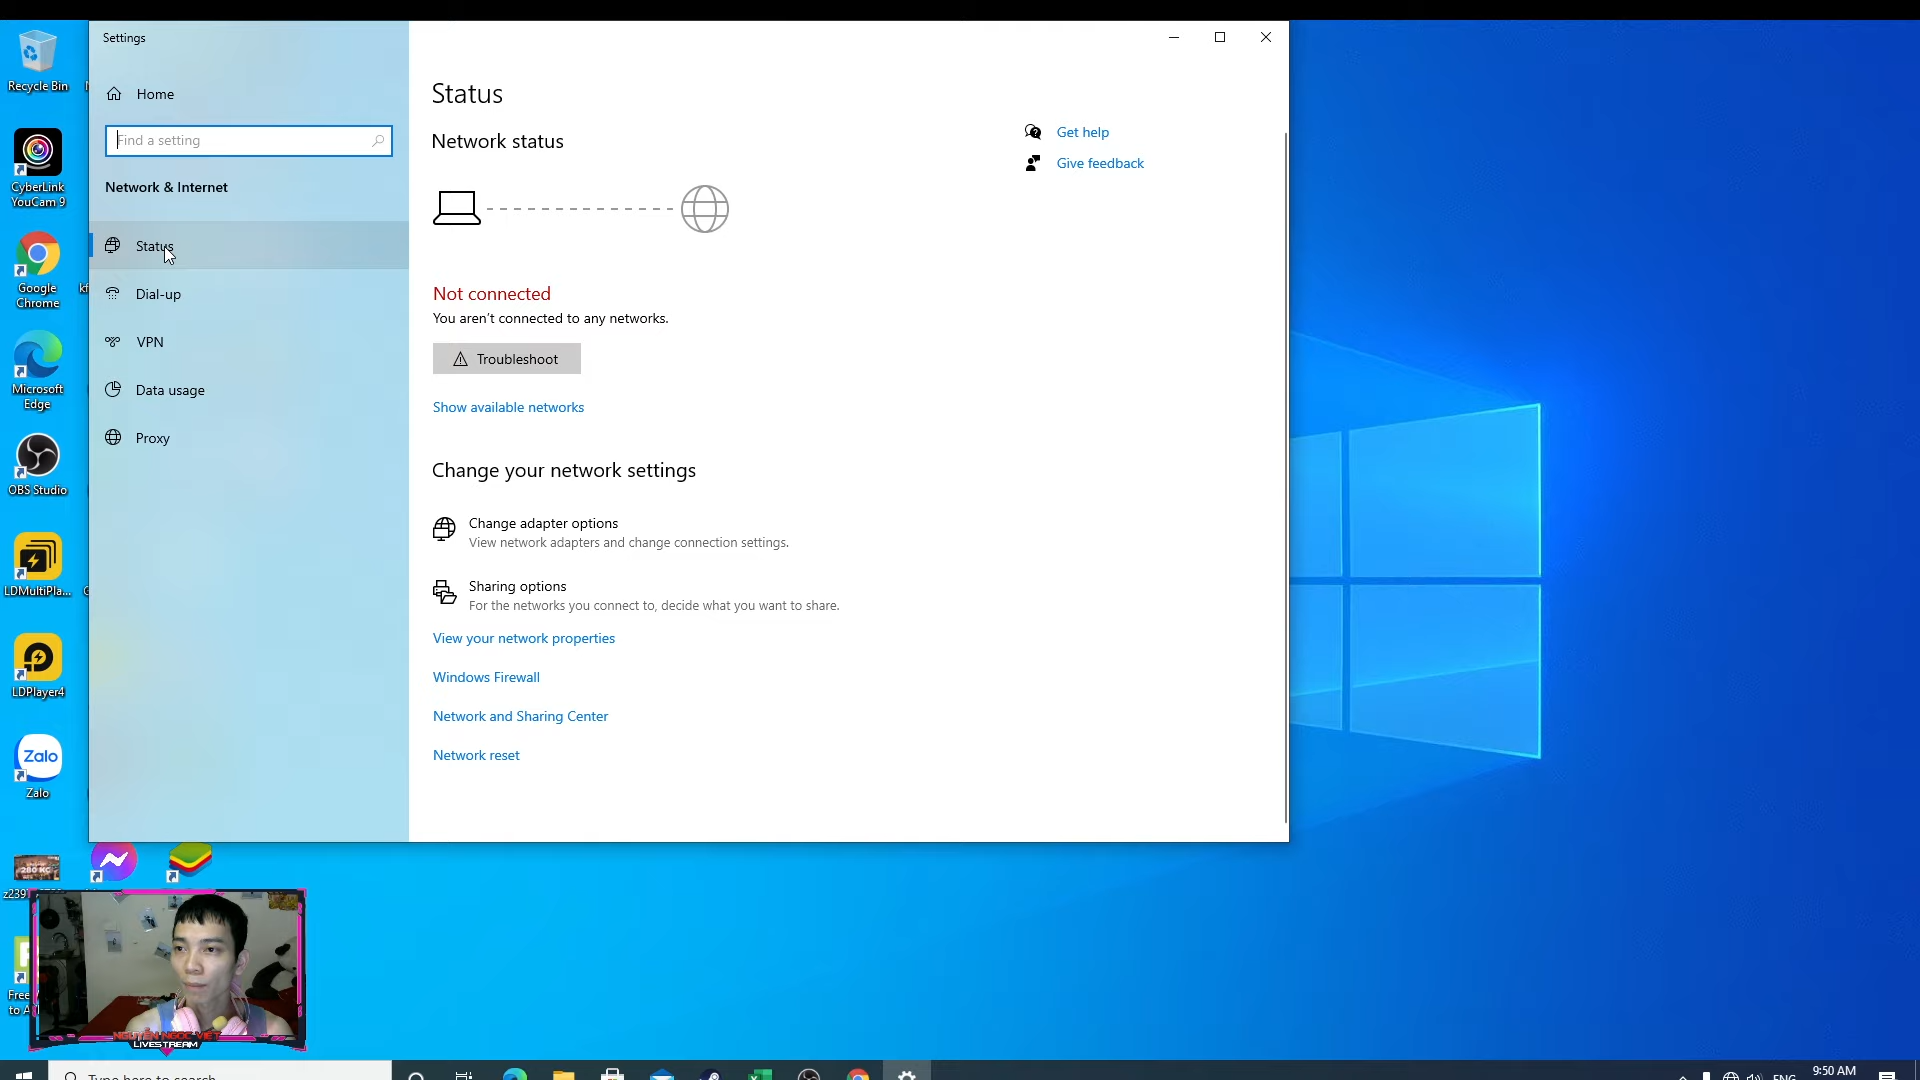 Settings
Recycle Bin
Home
Find a setting
Network & Internet
Status
Dial-up
VPN
Data usage
Proxy
Status
Network status
Not connected
You aren't connected to any networks.
Troubleshoot
Show available networks
Change your network settings
Change adapter options
View network adapters and change connection settings.
Sharing options
For the networks you connect to, decide what you want to share.
View your network properties
Windows Firewall
Network and Sharing Center
Network reset
Get help
Give feedback
CyberLink
YouCam 9
Google
Chrome
Microsoft
Edge
OBS Studio
LDMultiPla...
LDPlayer4
Zalo
Zalo
280 KC
Free
to A
NGUYỄN NGỌC VIỆT
LIVESTREAM
Type here to search
ENG
9:50 AM